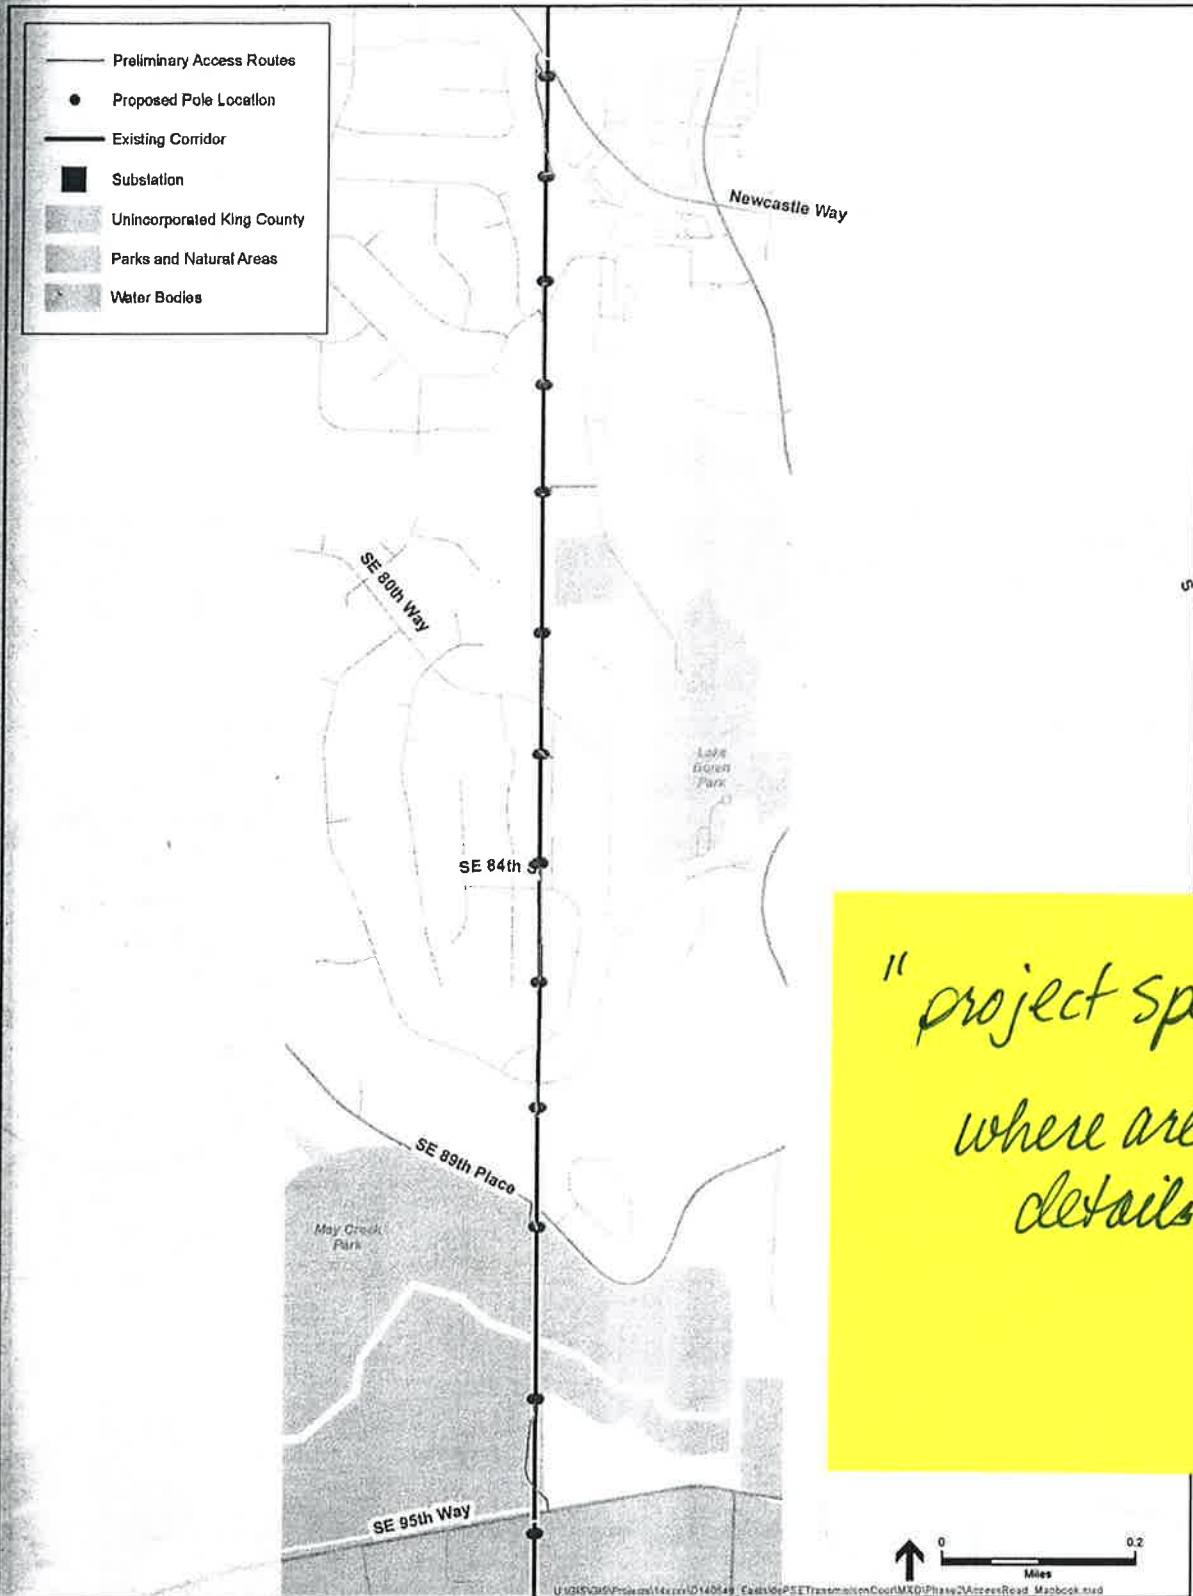 Preliminary Access Routes
Proposed Pole Location
Existing Corridor
Substation
Unincorporated King County
Parks and Natural Areas
Water Bodies
Newcastle Way
SE 80th Way
Lake
Boren
Park
SE 84th S
S
" project spe
where are
details
SE 89th Place
May Creek
Park
SE 95th Way
0 0.2
Miles